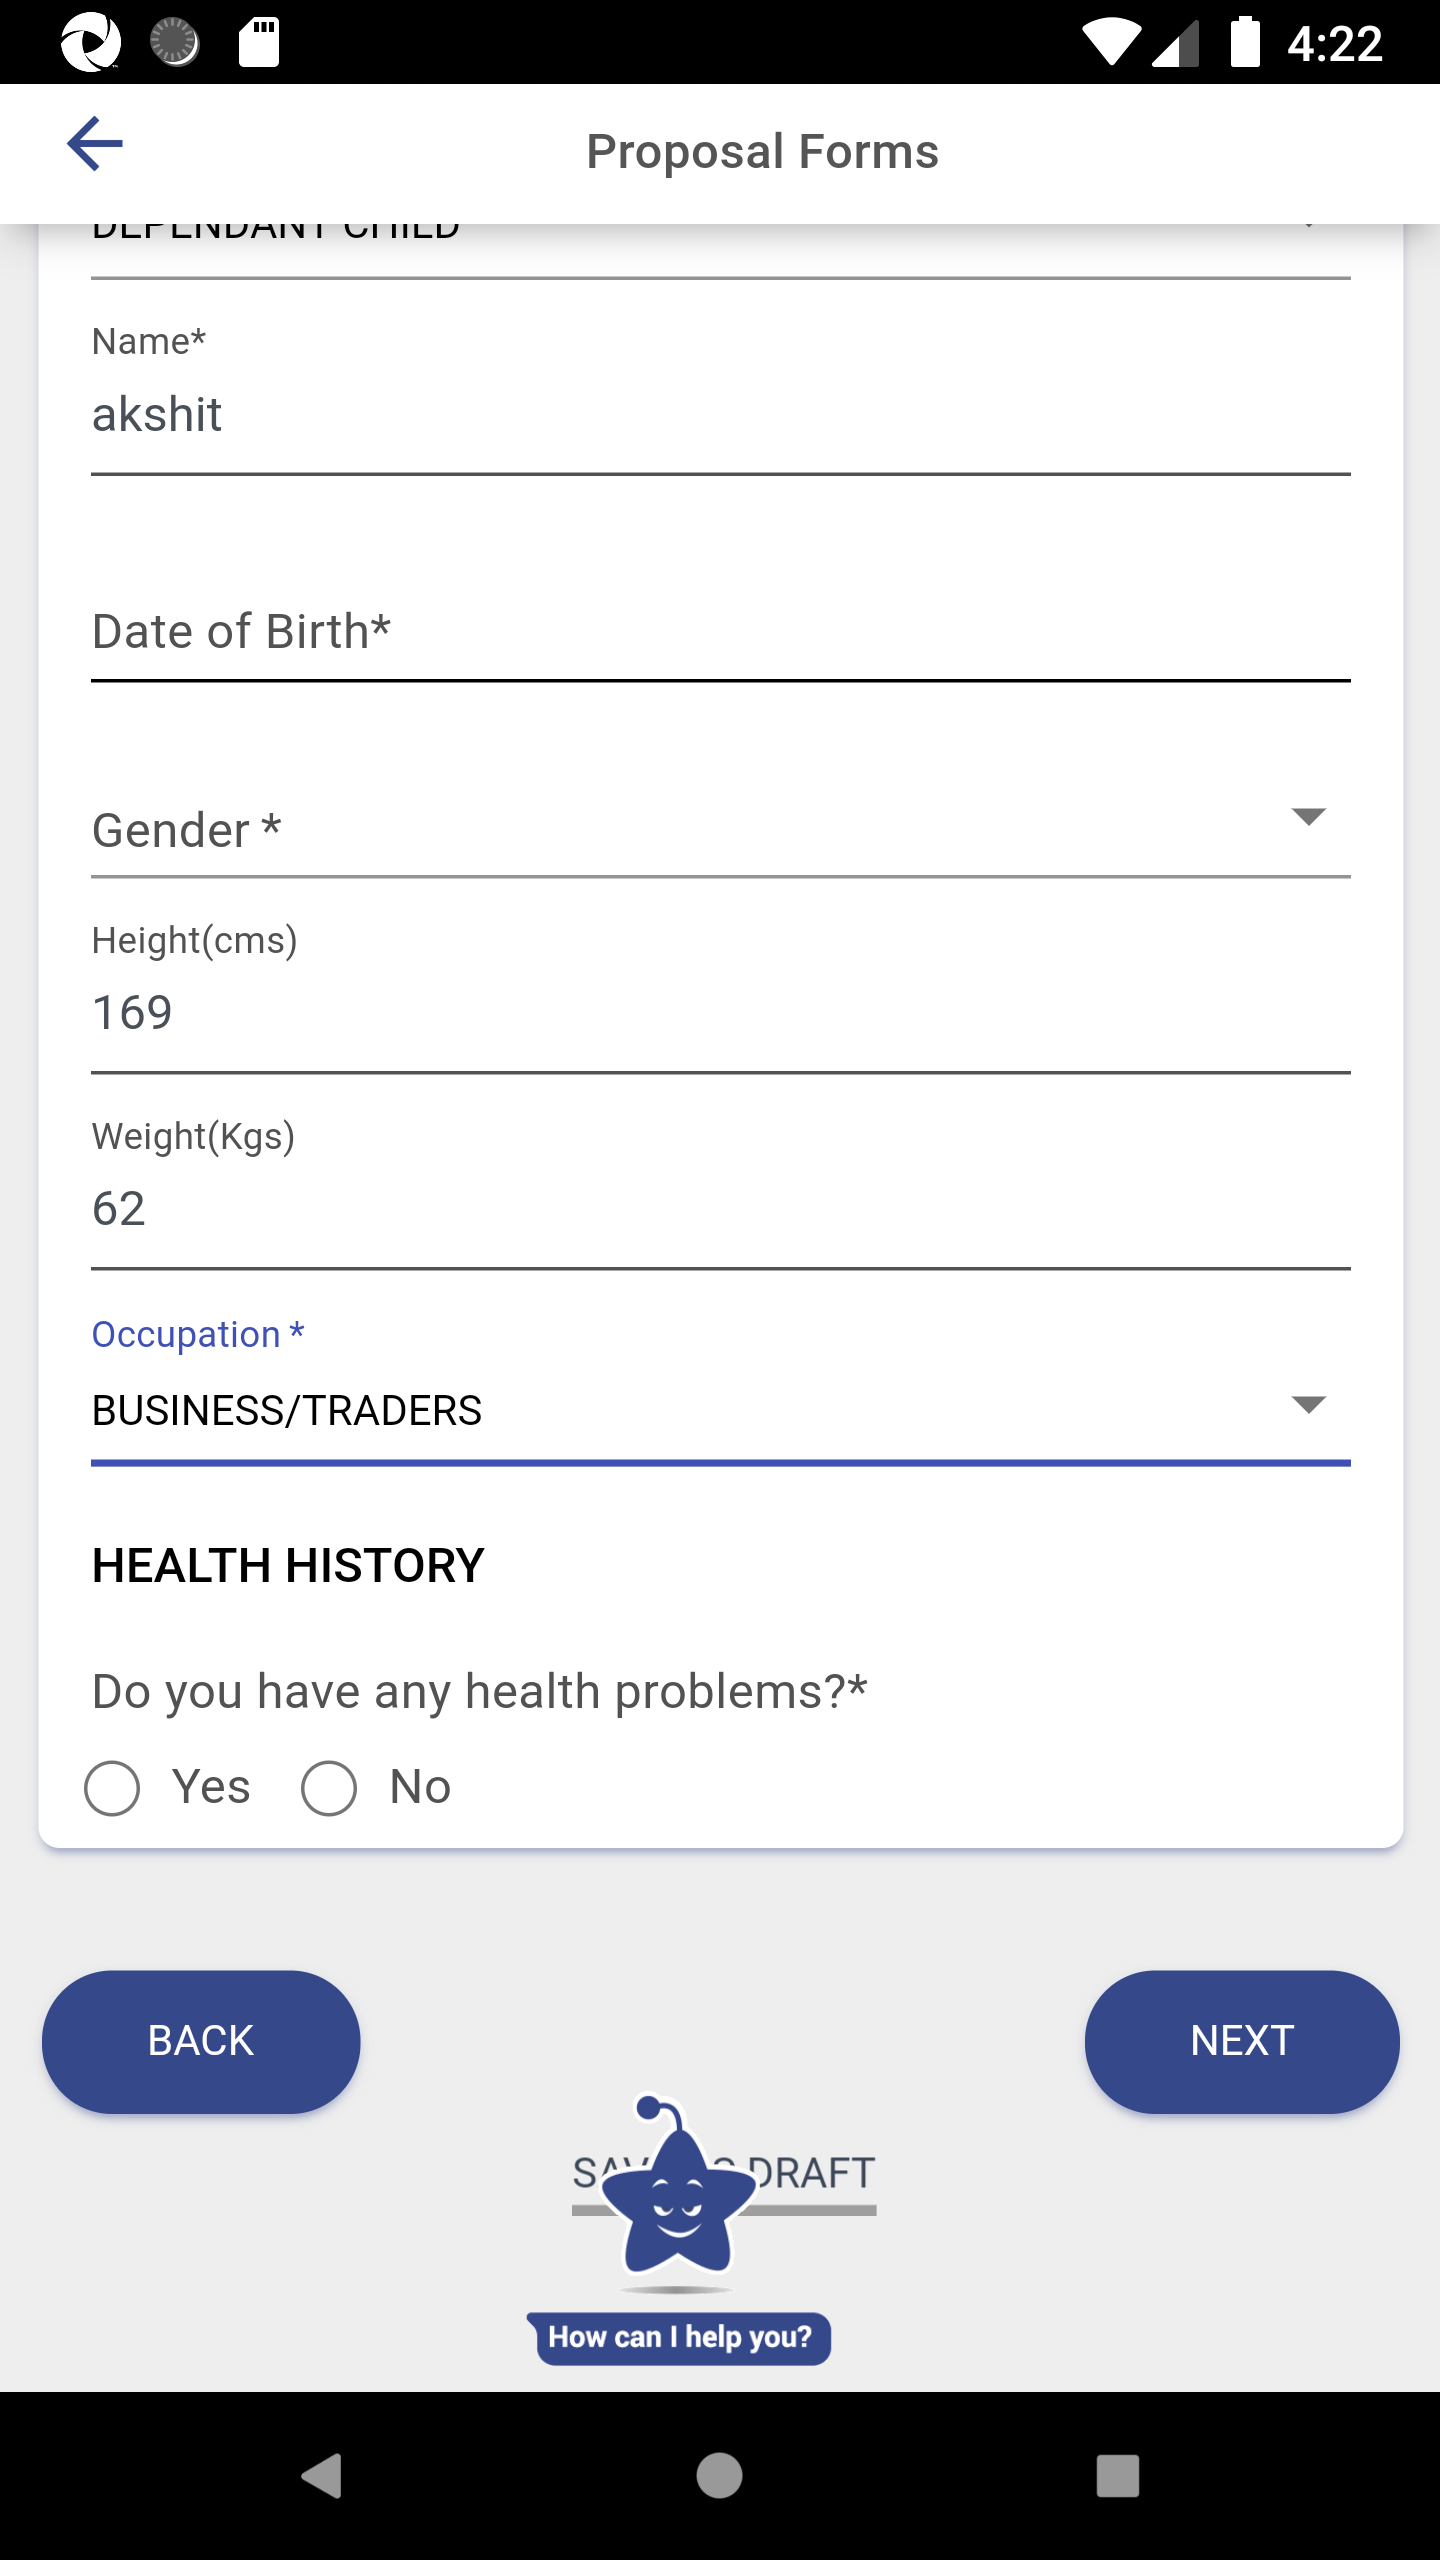 4:22
Proposal Forms
DEPENDANT CHILD
Name*
akshit
Date of Birth*
Gender *
Height(cms)
169
Weight(Kgs)
62
Occupation *
BUSINESS/TRADERS
HEALTH HISTORY
Do you have any health problems?*
Yes No
BACK NEXT
DRAFT
How can I help you?